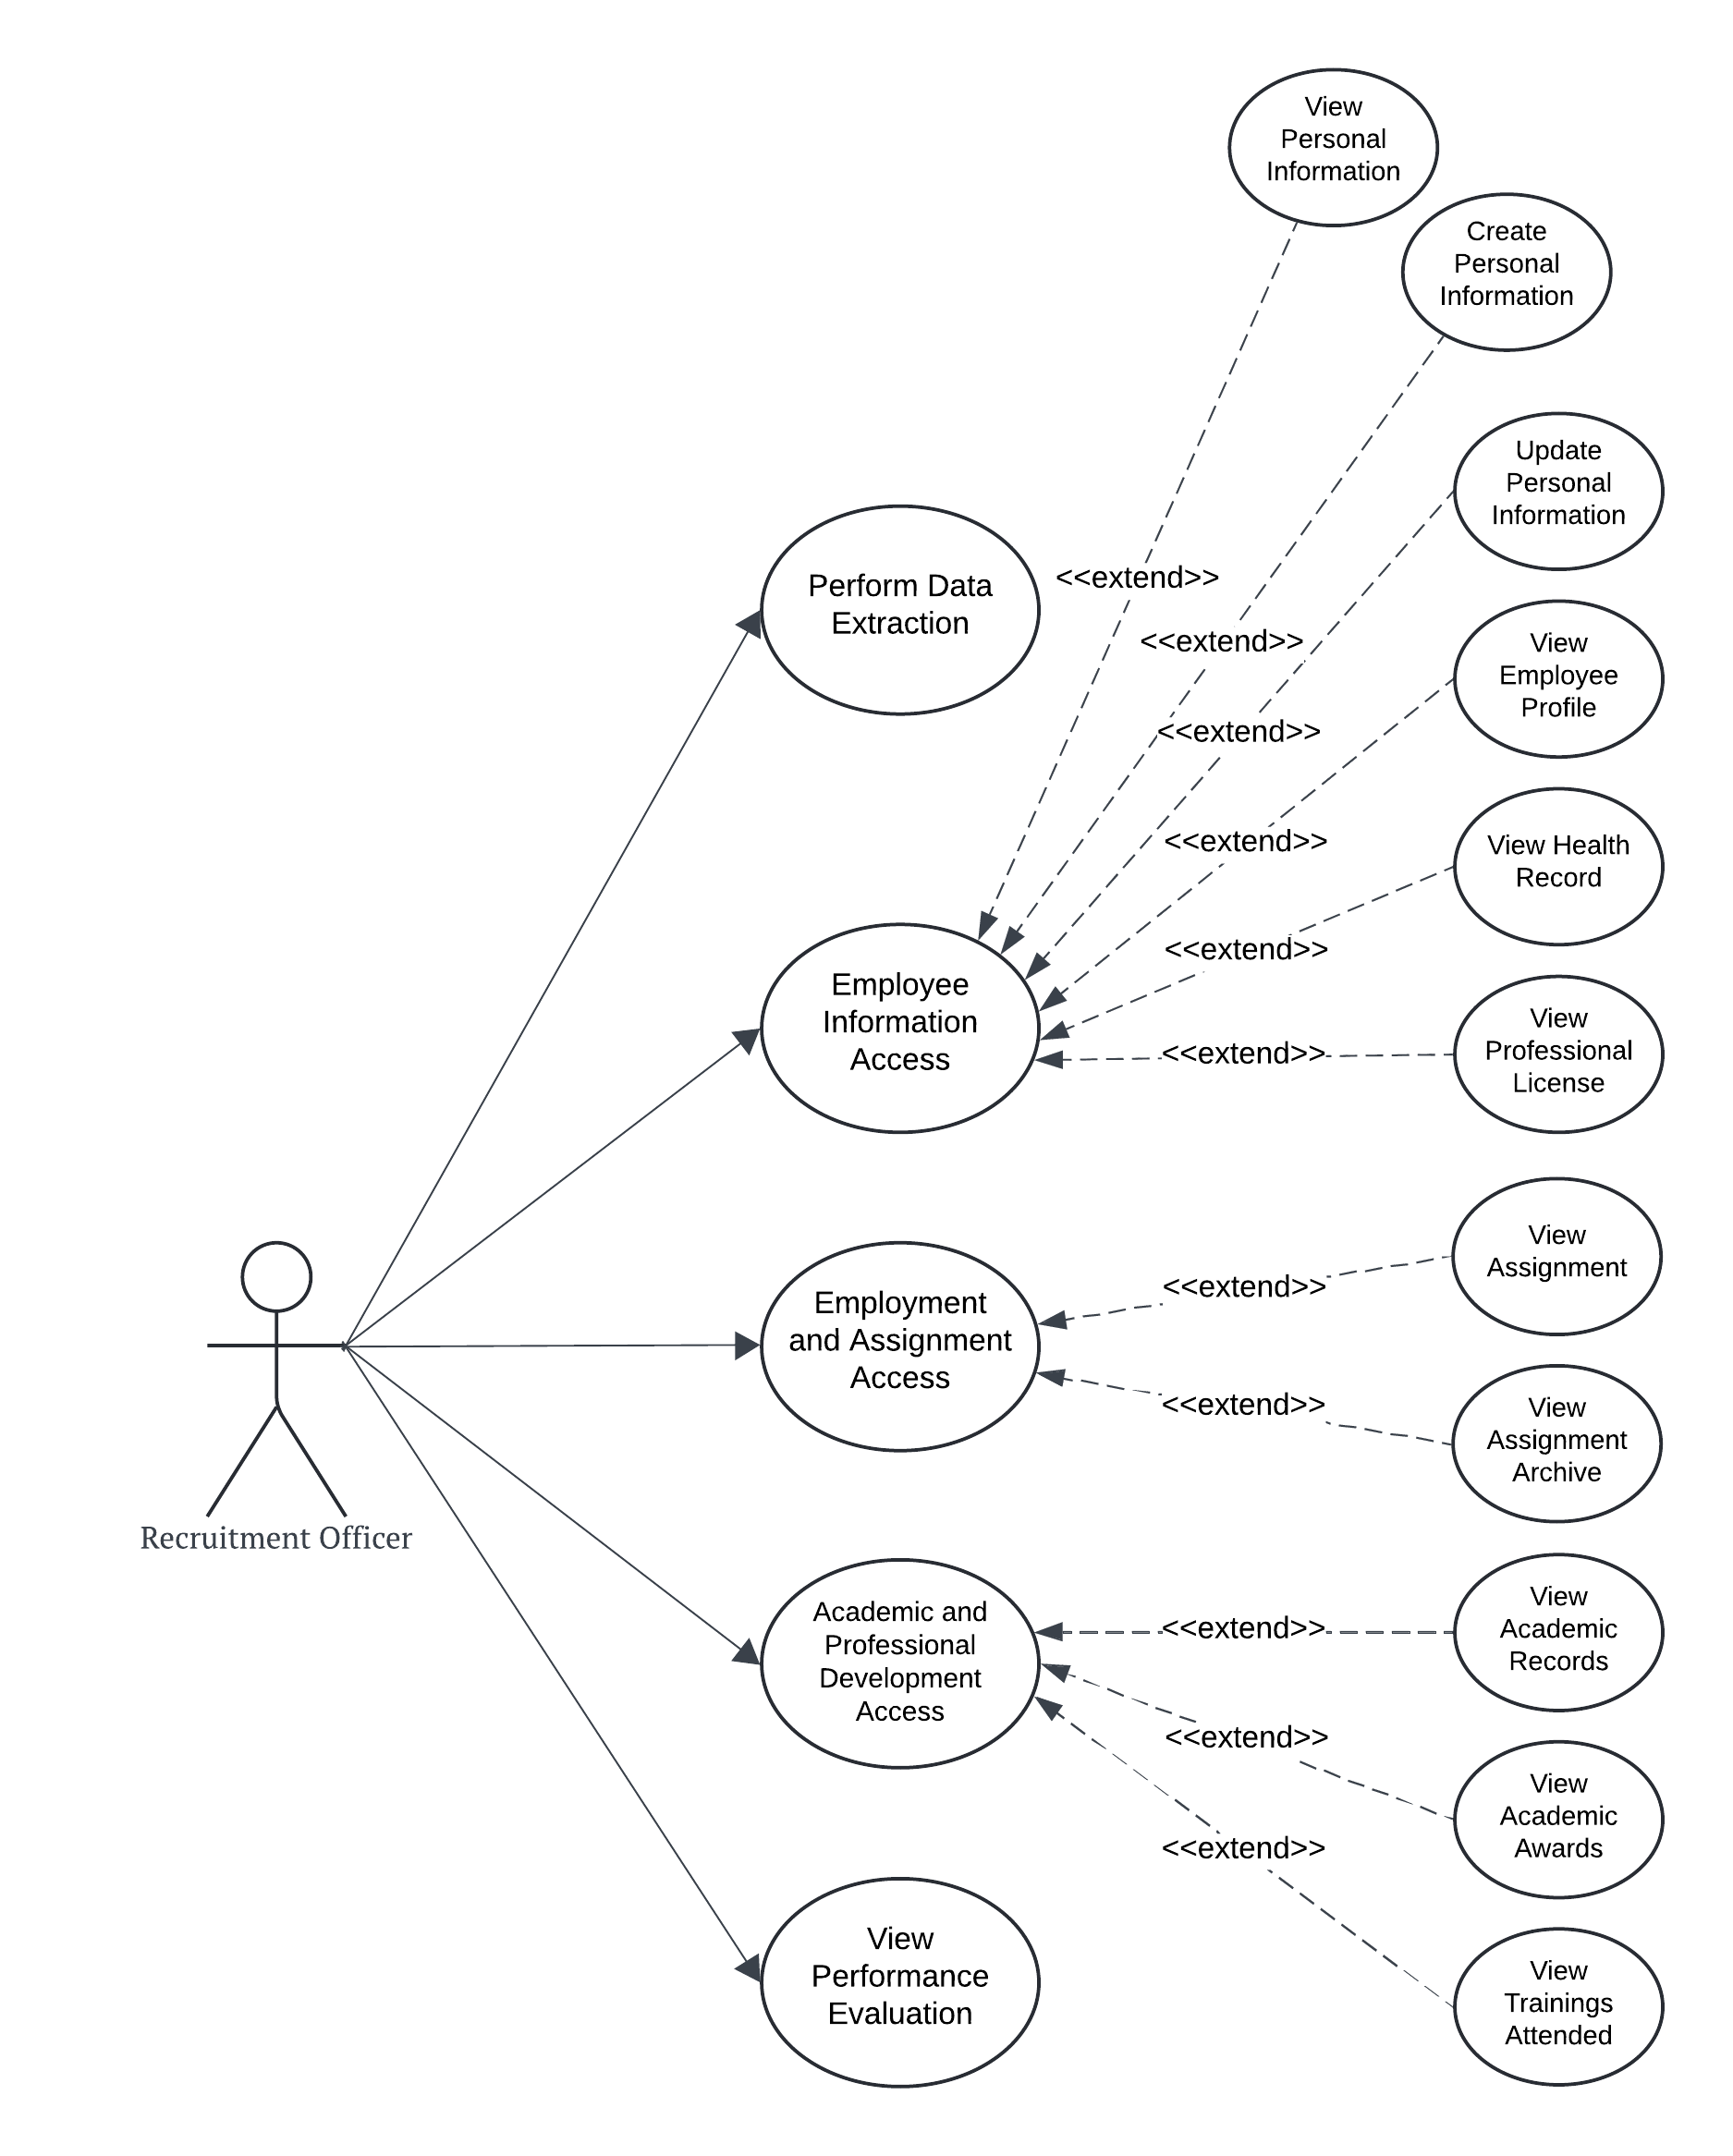 View
Personal
Information
Create
Personal
Information
Update
Personal
Information
<<extend>>
Perform Data
Extraction
<<extend>>
View
Employee
Profile
<<extend>>
<<extend>>
View Health
Record
<<extend>>
Employee
Information
Access
<<extend>>
View
Professional
License
View
Assignment
<<extend>>
Employment
and Assignment
Access
<<extend>>
View
Assignment
Archive
Recruitment Officer
Academic and
Professional
Development
Access
<<extend>>
View
Academic
Records
<<extend>>
View
Academic
Awards
<<extend>>
View
Performance
Evaluation
View
Trainings
Attended